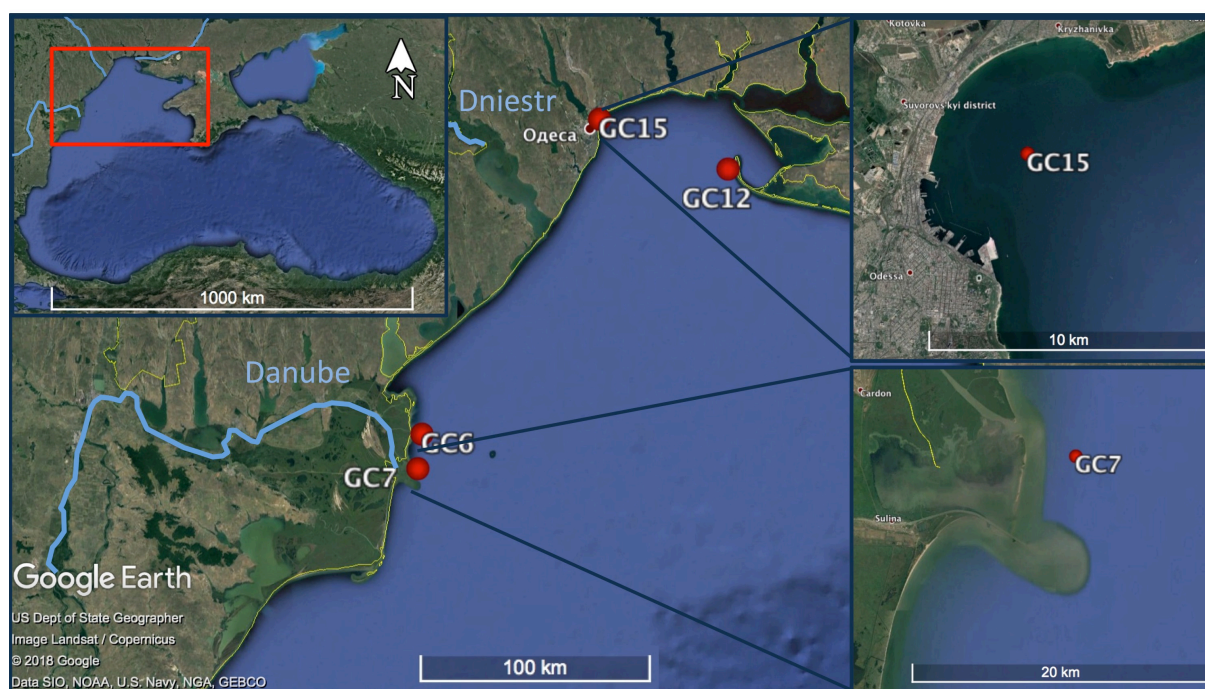 N
1000 km
Dniestr
Одеса
GC15
GC12
Kotovka
Kryzhanivka
Suvorovs'kyi district
GC15
Odessa
10 km
Danube
GC6
GC7
Cardon
GC7
Sulina
20 km
100 km
Google Earth
US Dept of State Geographer
Image Landsat / Copernicus
© 2018 Google
Data SIO, NOAA, U.S. Navy, NGA, GEBCO